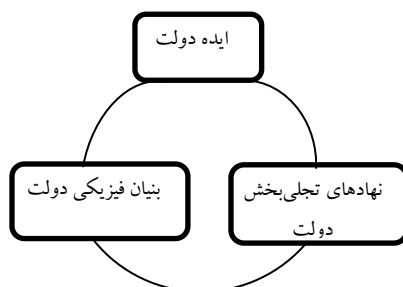 ایده دولت
نهادهای تجلی‌بخش
دولت
بنیان فیزیکی دولت